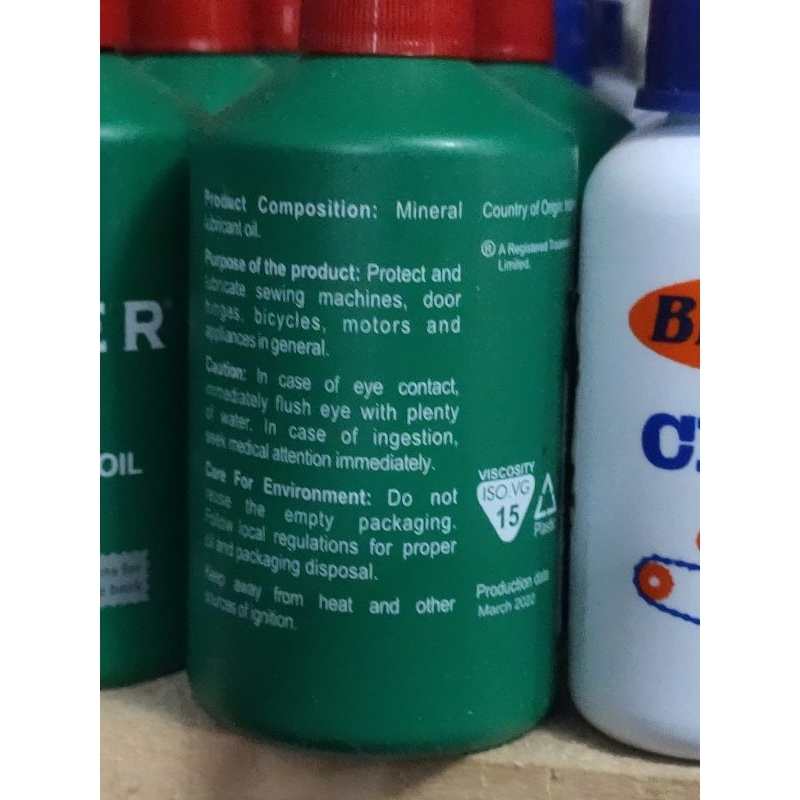 Product Composition: Mineral
lubricant oil.
Purpose of the product: Protect and
lubricate sewing machines, door
hinges, bicycles, motors and
appliances in general.
Caution: In case of eye contact,
immediately flush eye with plenty
of water. In case of ingestion,
seek medical attention immediately.
Care For Environment: Do not
reuse the empty packaging.
Follow local regulations for proper
oil and packaging disposal.
Keep away from heat and other
sources of ignition.
Country of Origin
® A Registered
Limited.
VISCOSITY
ISO.VG
15
Production date
March 2022
ER
OIL